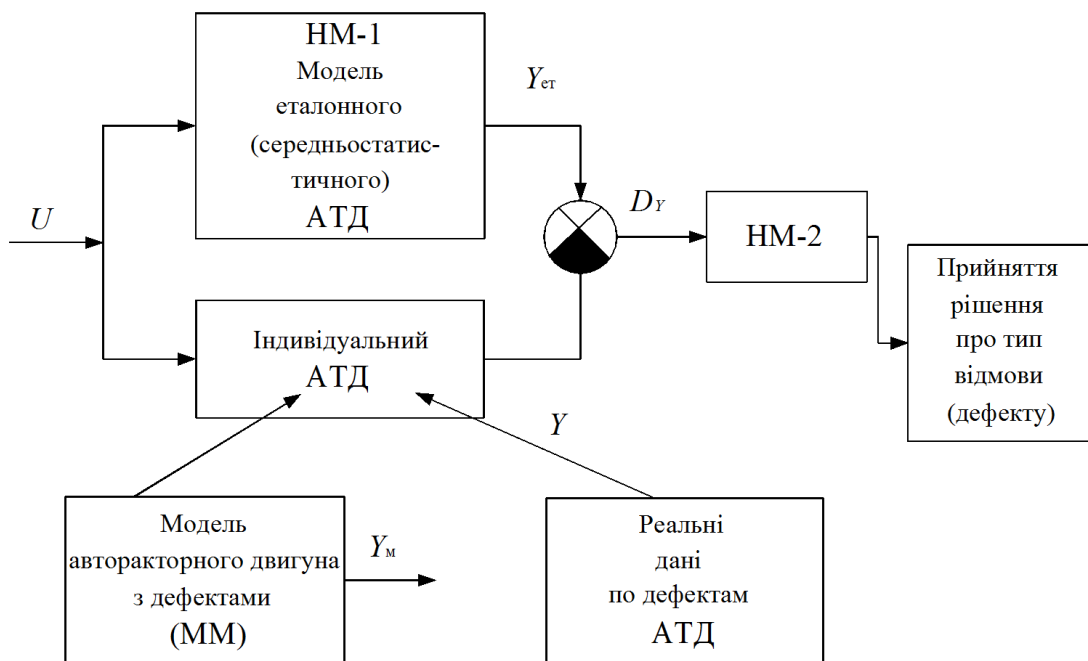 НМ-1
Модель
еталонного
(середньостатис-
тичного)
АТД
Yет
U
DY
НМ-2
Прийняття
рішення
про тип
відмови
(дефекту)
Індивідуальний
АТД
Y
Модель
авторакторного двигуна
з дефектами
(ММ)
Yм
Реальні
дані
по дефектам
АТД